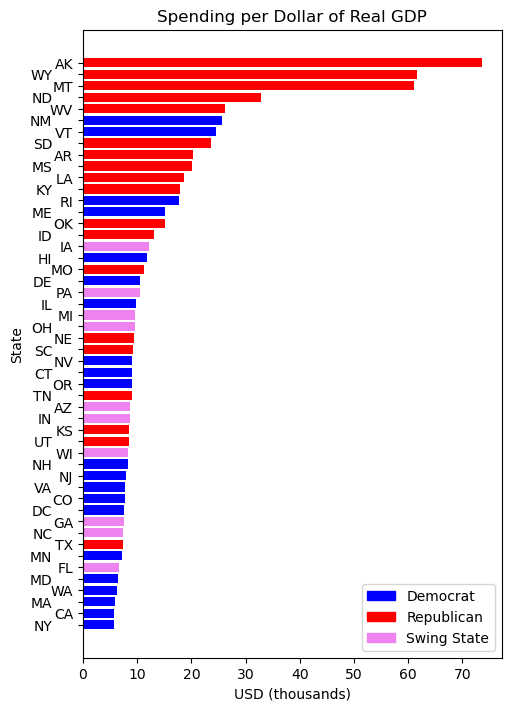 Spending per Dollar of Real GDP
State
AK
WY
MT
ND
WV
NM
VT
SD
AR
MS
LA
KY
RI
ME
OK
ID
IA
HI
MO
DE
PA
IL
MI
OH
NE
SC
NV
CT
OR
TN
AZ
IN
KS
UT
WI
NH
NJ
VA
CO
DC
GA
NC
TX
MN
FL
MD
WA
MA
CA
NY
Democrat
Republican
Swing State
0 10 20 30 40 50 60 70
USD (thousands)